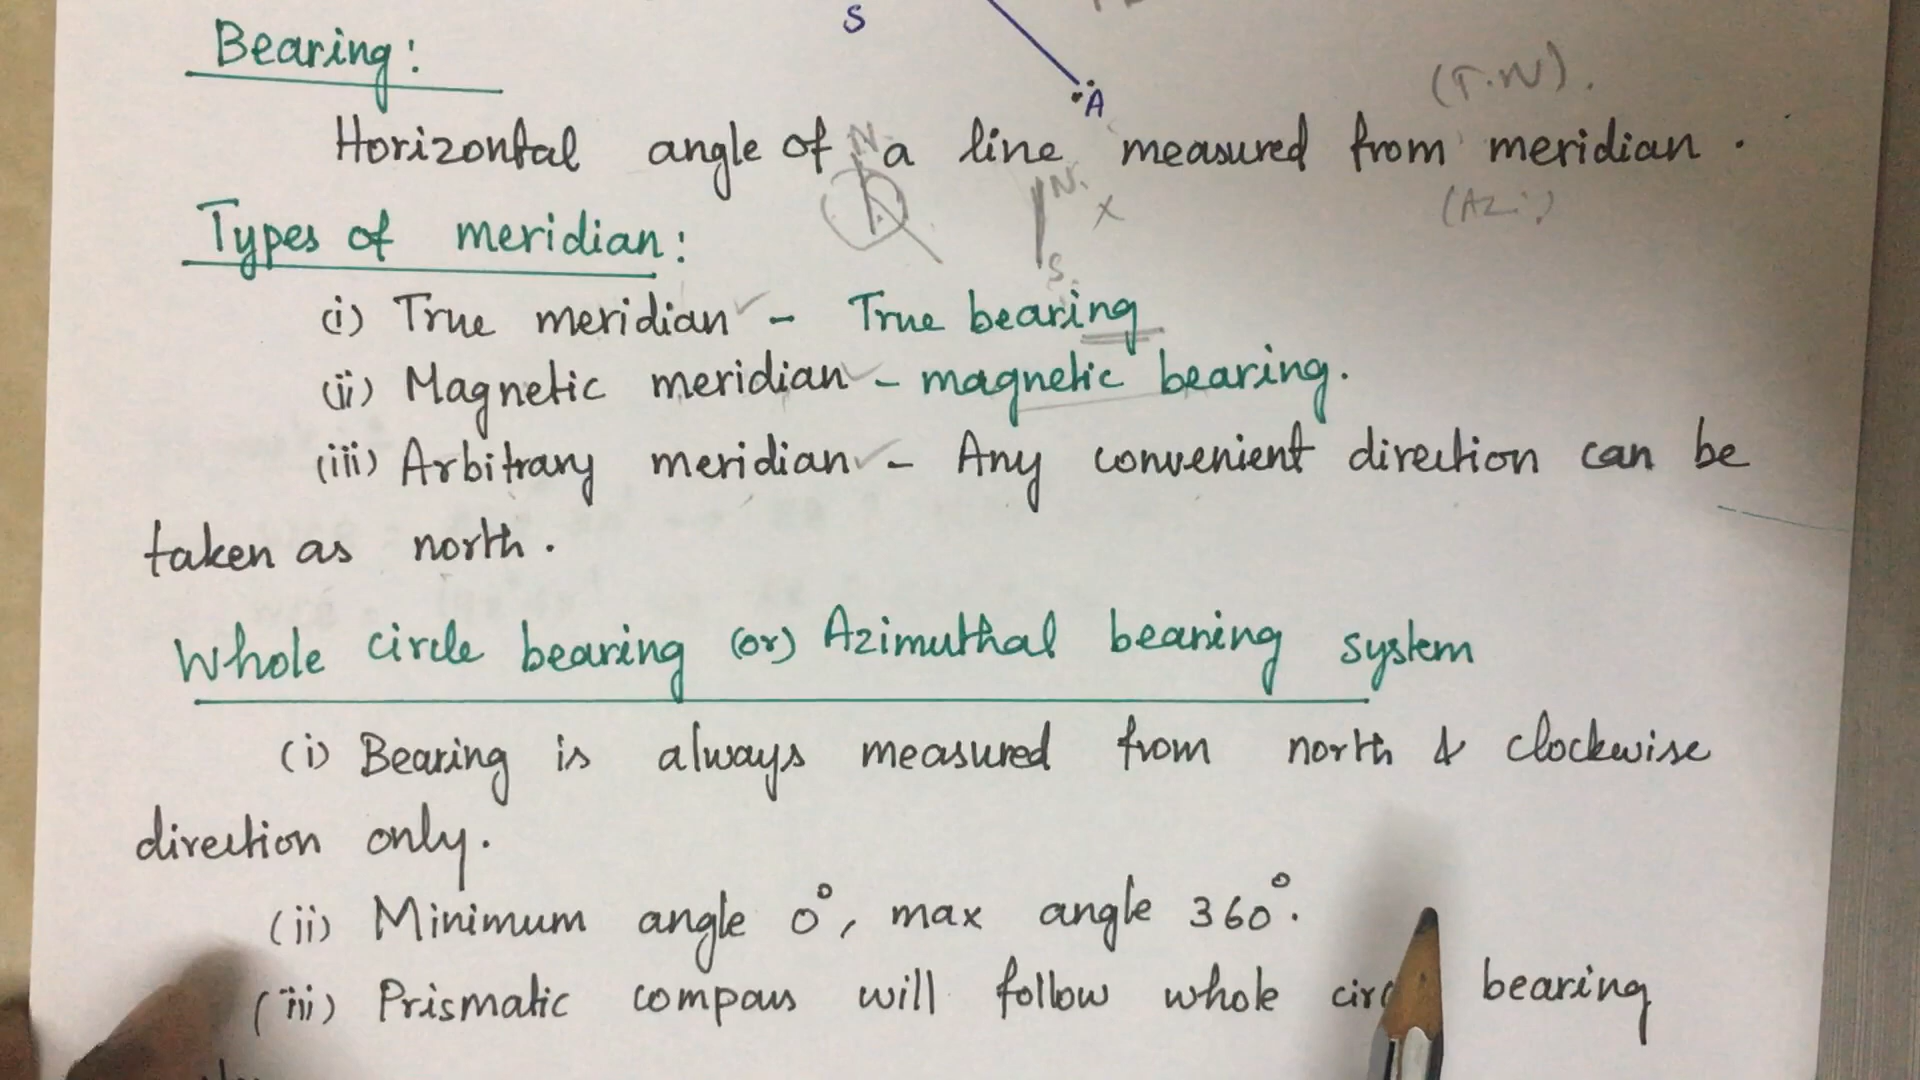 S
Bearing:
A
(T.N).
Horizontal angle of a line measured from meridian.
N.
N.
X
(Azi)
Types of meridian:
S.
(i) True meridian - True bearing
(ii) Magnetic meridian - magnetic bearing.
(iii) Arbitrary meridian - Any convenient direction can be
taken as north.
Whole circle bearing (or) Azimuthal bearing system
(i) Bearing is always measured from north & clockwise
direction only.
(ii) Minimum angle 0°, max angle 360°.
(iii) Prismatic compass will follow whole circ bearing